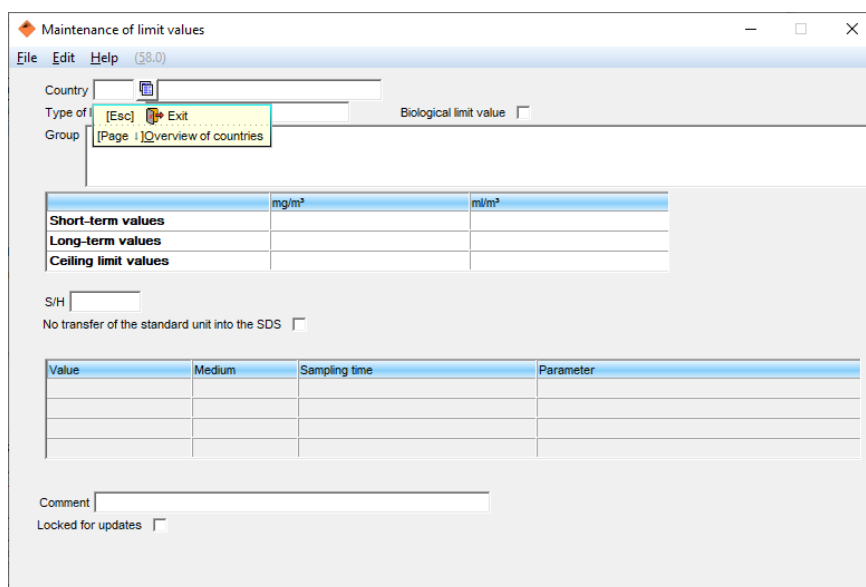 Maintenance of limit values
File Edit Help (58.0)
Country
Type of l
Biological limit value
[Esc] Exit
[Page ↓]Overview of countries
Group
mg/m³ ml/m³
Short-term values
Long-term values
Ceiling limit values
S/H
No transfer of the standard unit into the SDS
Value Medium Sampling time Parameter
Comment
Locked for updates